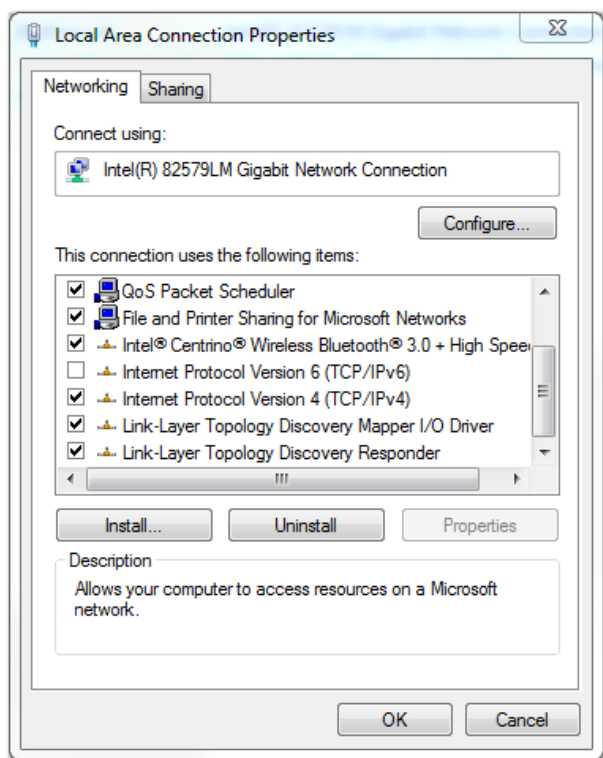 Local Area Connection Properties
Networking
Sharing
Connect using:
Intel(R) 82579LM Gigabit Network Connection
Configure...
This connection uses the following items:
QoS Packet Scheduler
File and Printer Sharing for Microsoft Networks
Intel® Centrino® Wireless Bluetooth® 3.0 + High Spee
Internet Protocol Version 6 (TCP/IPv6)
Internet Protocol Version 4 (TCP/IPv4)
Link-Layer Topology Discovery Mapper I/O Driver
Link-Layer Topology Discovery Responder
Install...
Uninstall
Properties
Description
Allows your computer to access resources on a Microsoft
network.
OK
Cancel